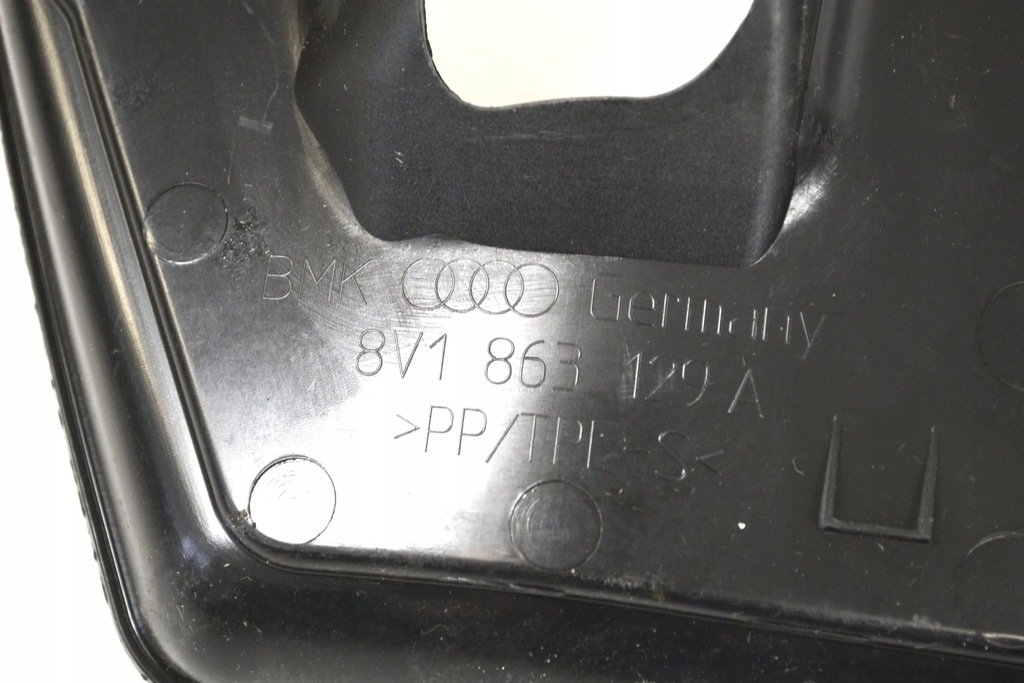 BMK Germany
8V1 863 129 A
>PP/TPE-S<